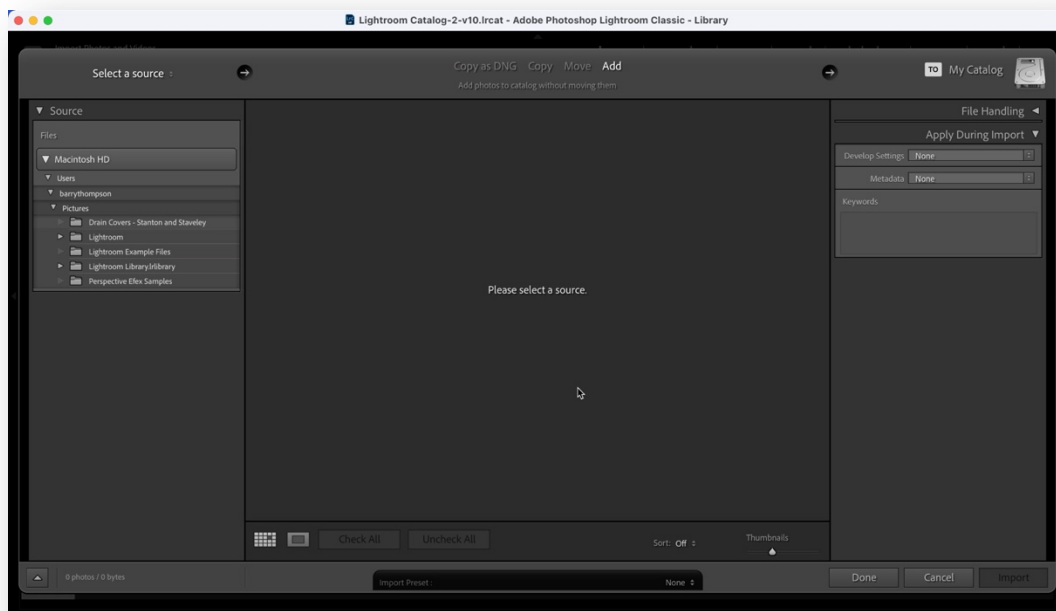 Lightroom Catalog-2-v10.lrcat - Adobe Photoshop Lightroom Classic - Library
Import Photos and Videos
Select a source
Copy as DNG Copy Move Add
Add photos to catalog without moving them
TO My Catalog
Source
Files
Macintosh HD
Users
barrythompson
Pictures
Drain Covers - Stanton and Staveley
Lightroom
Lightroom Example Files
Lightroom Library.lrlibrary
Perspective Efex Samples
Please select a source.
File Handling
Apply During Import
Develop Settings None
Metadata None
Keywords
Check All Uncheck All Sort: Off Thumbnails
0 photos / 0 bytes
Import Preset : None
Done Cancel Import